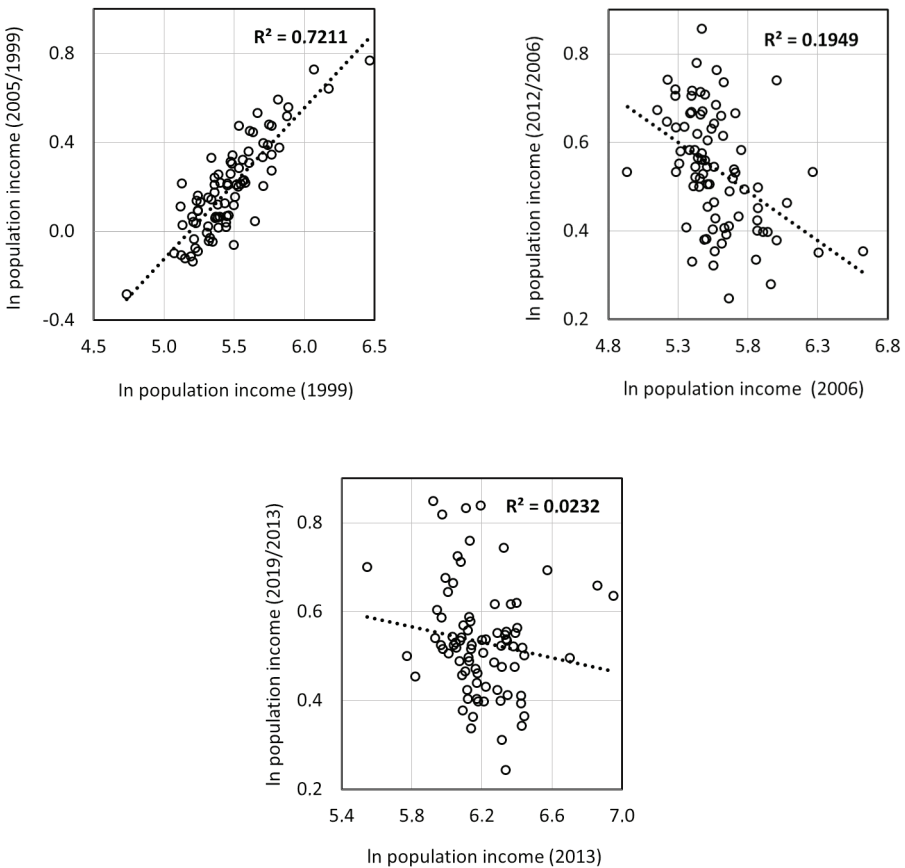 R² = 0.7211
ln population income (2005/1999)
0.8
0.4
0.0
-0.4
4.5 5.0 5.5 6.0 6.5
ln population income (1999)
R² = 0.1949
ln population income (2012/2006)
0.8
0.6
0.4
0.2
4.8 5.3 5.8 6.3 6.8
ln population income (2006)
R² = 0.0232
ln population income (2019/2013)
0.8
0.6
0.4
0.2
5.4 5.8 6.2 6.6 7.0
ln population income (2013)